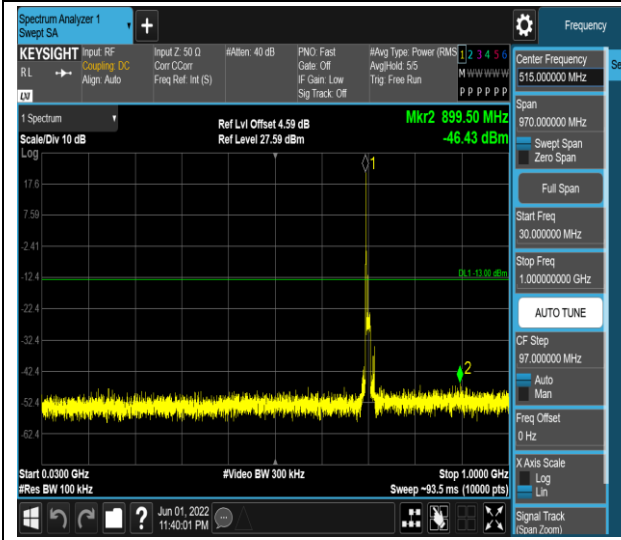 Spectrum Analyzer 1
Swept SA
+
Frequency
KEYSIGHT
RL
LXI
Input: RF
Coupling: DC
Align: Auto
Input Z: 50 Ω
Corr CCorr
Freq Ref: Int (S)
#Atten: 40 dB
PNO: Fast
Gate: Off
IF Gain: Low
Sig Track: Off
#Avg Type: Power (RMS
Avg|Hold: 5/5
Trig: Free Run
1 2 3 4 5 6
M W W W W W
P P P P P P
1 Spectrum
Scale/Div 10 dB
Log
Ref Lvl Offset 4.59 dB
Ref Level 27.59 dBm
Mkr2 899.50 MHz
-46.43 dBm
1
17.6
7.59
-2.41
-12.4
DL1 -13.00 dBm
-22.4
-32.4
-42.4
2
-52.4
-62.4
Start 0.0300 GHz
#Video BW 300 kHz
Stop 1.0000 GHz
#Res BW 100 kHz
Sweep ~93.5 ms (10000 pts)
?
Jun 01, 2022
11:40:01 PM
Center Frequency
515.000000 MHz
Se
Span
970.000000 MHz
Swept Span
Zero Span
Full Span
Start Freq
30.000000 MHz
Stop Freq
1.000000000 GHz
AUTO TUNE
CF Step
97.000000 MHz
Auto
Man
Freq Offset
0 Hz
X Axis Scale
Log
Lin
Signal Track
(Span Zoom)